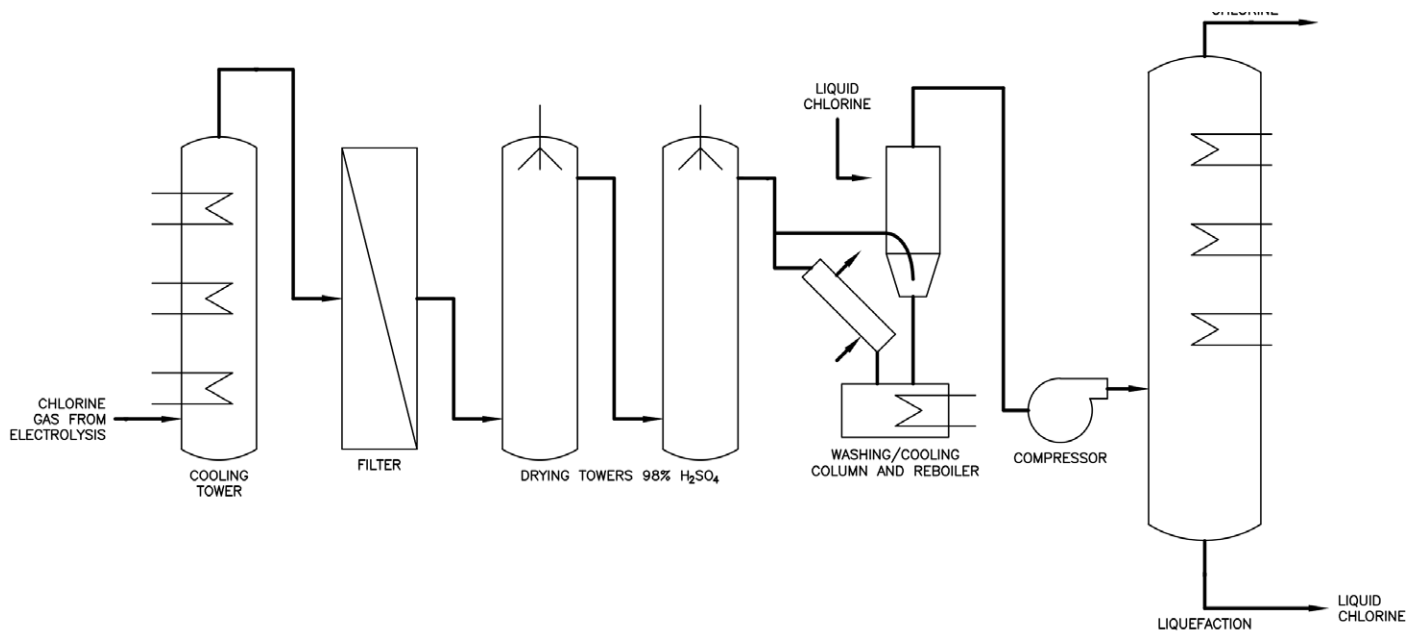 CHLORINE
LIQUID
CHLORINE
CHLORINE
GAS FROM
ELECTROLYSIS
COOLING
TOWER
FILTER
DRYING TOWERS 98% H₂SO₄
WASHING/COOLING
COLUMN AND REBOILER
COMPRESSOR
LIQUEFACTION
LIQUID
CHLORINE